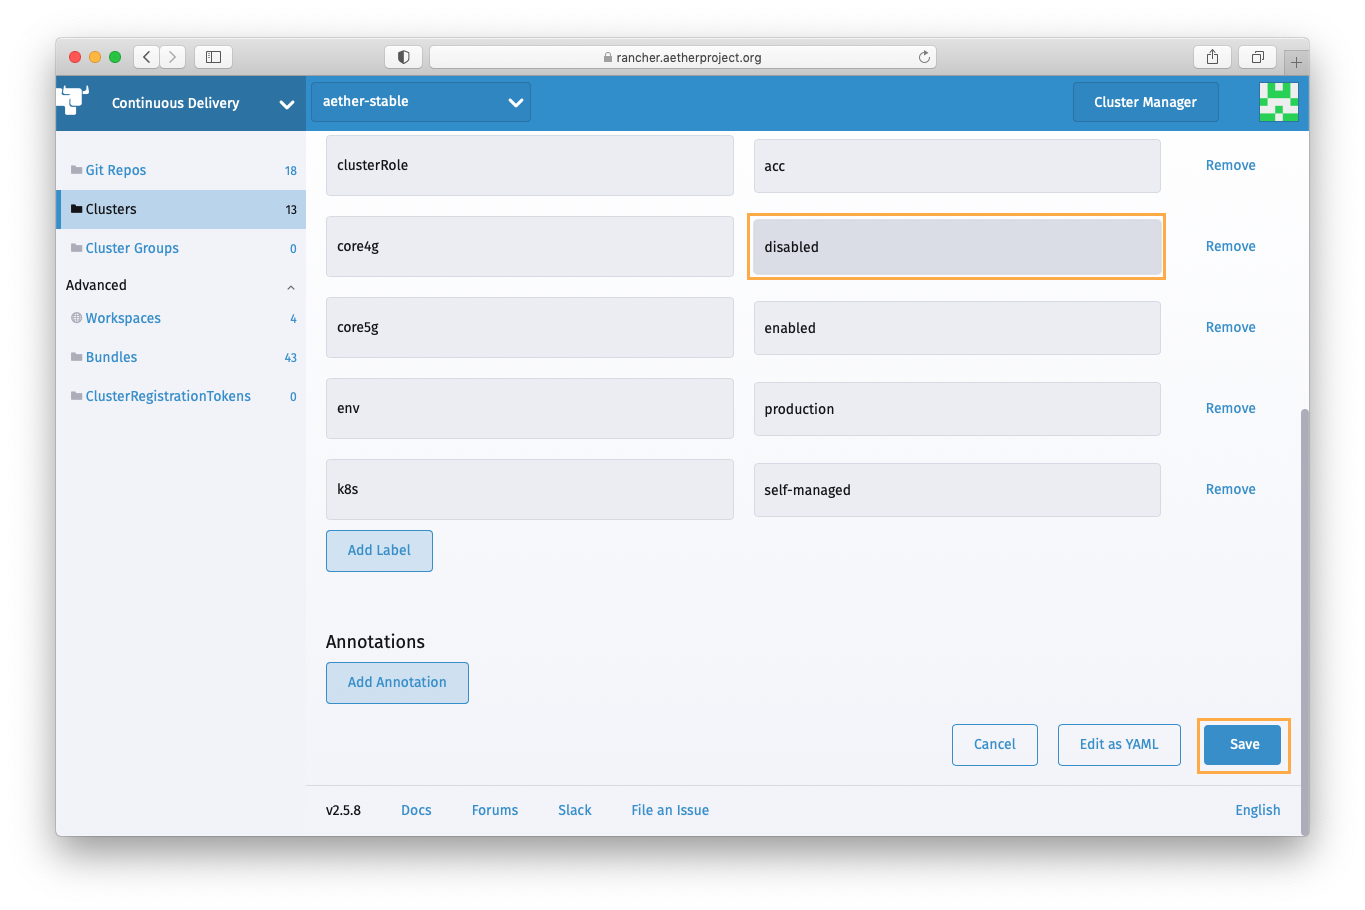 rancher.aetherproject.org
Continuous Delivery
aether-stable
Cluster Manager
Git Repos 18
Clusters 13
Cluster Groups 0
Advanced
Workspaces 4
Bundles 43
ClusterRegistrationTokens 0
clusterRole acc Remove
core4g disabled Remove
core5g enabled Remove
env production Remove
k8s self-managed Remove
Add Label
Annotations
Add Annotation
Cancel Edit as YAML Save
v2.5.8 Docs Forums Slack File an Issue English